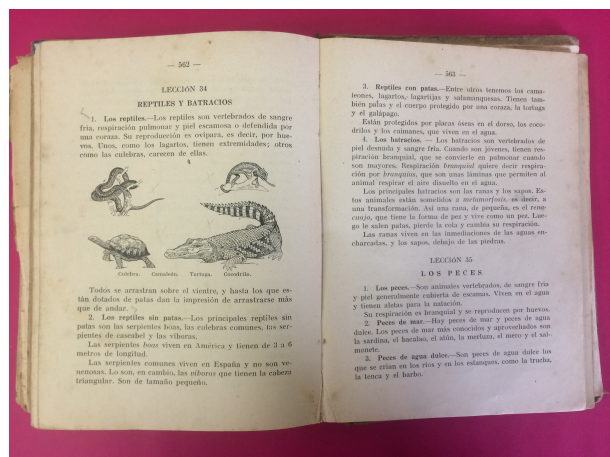 — 562 —
LECCIÓN 34
REPTILES Y BATRACIOS
1. Los reptiles.—Los reptiles son vertebrados de sangre
fría, respiración pulmonar y piel escamosa o defendida por
una coraza. Su reproducción es ovípara, es decir, por hue-
vos. Unos, como los lagartos, tienen extremidades; otros
como las culebras, carecen de ellas.
Culebra. Camaleón. Tortuga. Cocodrilo.
Todos se arrastran sobre el vientre, y hasta los que es-
tán dotados de patas dan la impresión de arrastrarse más
que de andar.
2. Los reptiles sin patas.—Los principales reptiles sin
patas son las serpientes boas, las culebras comunes, las ser-
pientes de cascabel y las víboras.
Las serpientes boas viven en América y tienen de 3 a 6
metros de longitud.
Las serpientes comunes viven en España y no son ve-
nenosas. Lo son, en cambio, las víboras que tienen la cabeza
triangular. Son de tamaño pequeño.
— 563 —
3. Reptiles con patas.—Entre otros tenemos los cama-
leones, lagartos, lagartijas y salamanquesas. Tienen tam-
bién patas y el cuerpo protegido por una coraza, la tortuga
y el galápago.
Están protegidos por placas óseas en el dorso, los coco-
drilos y los caimanes, que viven en el agua.
4. Los batracios. — Los batracios son vertebrados de
piel desnuda y sangre fría. Cuando son jóvenes, tienen res-
piración branquial, que se convierte en pulmonar cuando
son mayores. Respiración branquial quiere decir respira-
ción por branquias, que son unas láminas que permiten al
animal respirar el aire disuelto en el agua.
Los principales batracios son las ranas y los sapos. Es-
tos animales están sometidos a metamorfosis, es decir, a
una transformación. Así una rana, de pequeña, es el rena-
cuajo, que tiene la forma de pez y vive como un pez. Lue-
go le salen patas, pierde la cola y cambia su respiración.
Las ranas viven en las inmediaciones de las aguas en-
charcadas, y los sapos, debajo de las piedras.
LECCIÓN 35
LOS PECES
1. Los peces.—Son animales vertebrados, de sangre fría
y piel generalmente cubierta de escamas. Viven en el agua
y tienen aletas para la natación.
Su respiración es branquial y se reproducen por huevos.
2. Peces de mar.—Hay peces de mar y peces de agua
dulce. Los peces de mar más conocidos y aprovechados son
la sardina, el bacalao, el atún, la merluza, el mero y el sal-
monete.
3. Peces de agua dulce.—Son peces de agua dulce los
que se crían en los ríos y en los estanques, como la trucha,
la tenca y el barbo.